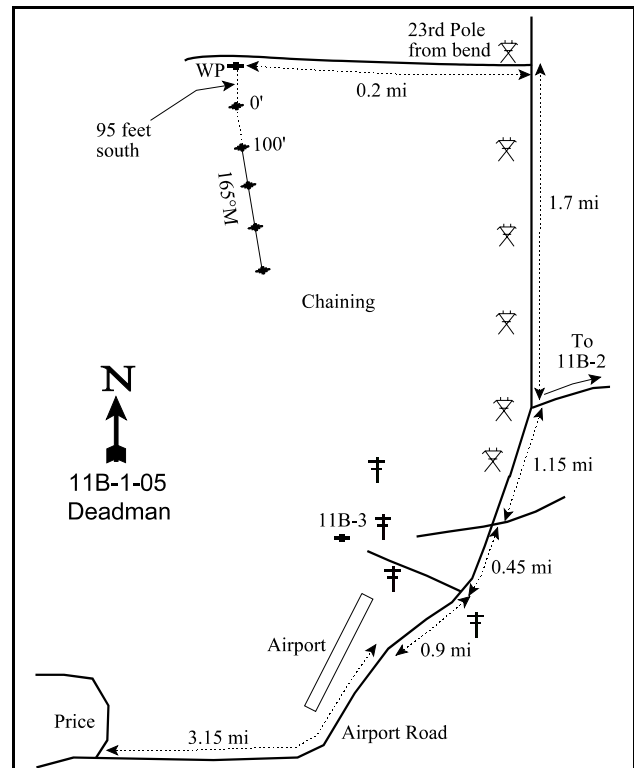 23rd Pole
from bend
WP
0.2 mi
95 feet
south
0'
100'
165°M
1.7 mi
Chaining
To
11B-2
N
11B-1-05
Deadman
1.15 mi
11B-3
0.45 mi
Airport
0.9 mi
Price
3.15 mi
Airport Road